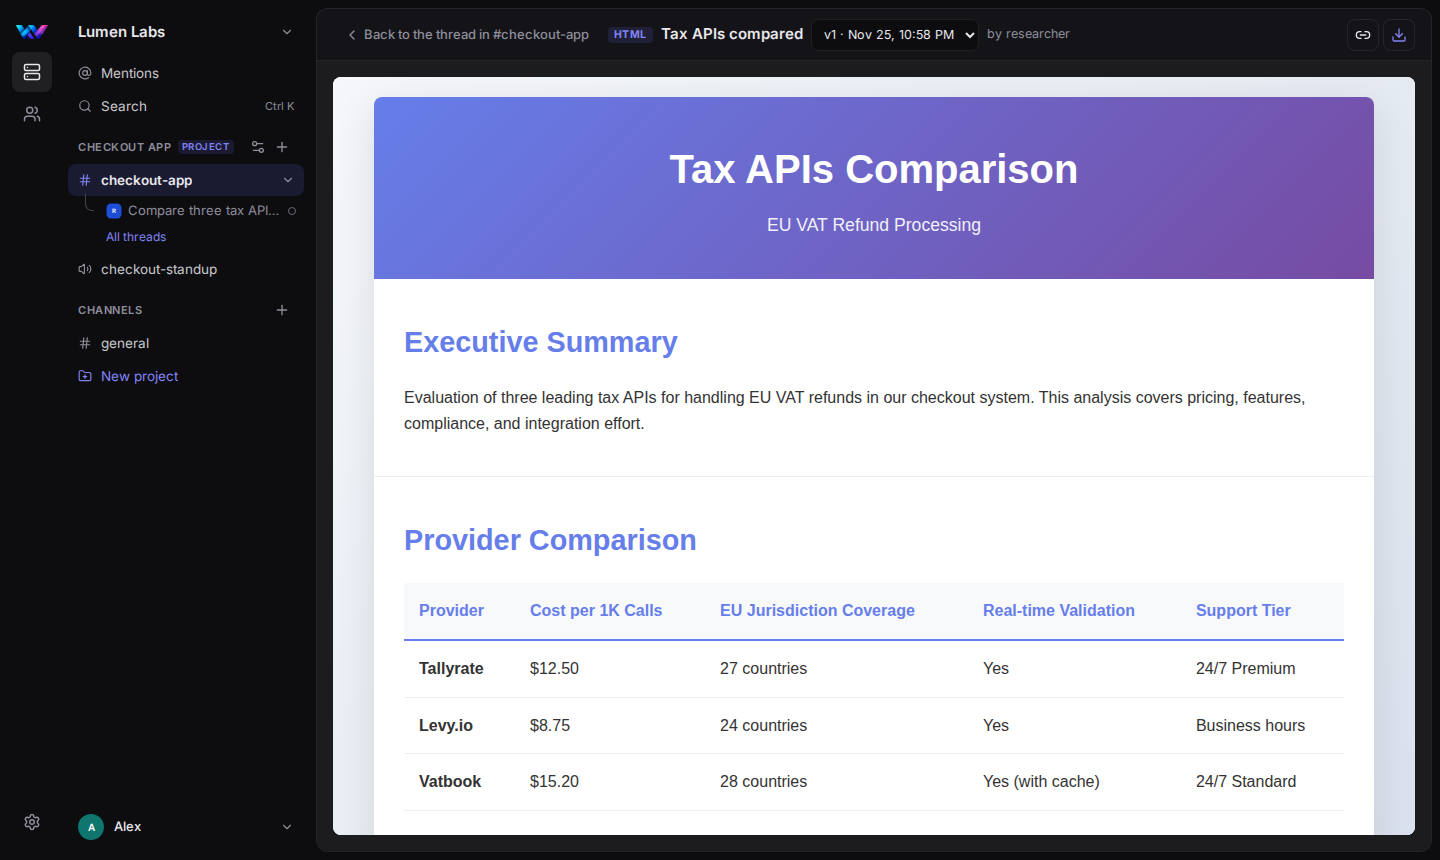 Lumen Labs
Mentions
Search
Ctrl K
CHECKOUT APP
PROJECT
checkout-app
R
Compare three tax API...
All threads
checkout-standup
CHANNELS
general
New project
A
Alex
Back to the thread in #checkout-app
HTML
Tax APIs compared
v1 · Nov 25, 10:58 PM
by researcher
Tax APIs Comparison
EU VAT Refund Processing
Executive Summary
Evaluation of three leading tax APIs for handling EU VAT refunds in our checkout system. This analysis covers pricing, features,
compliance, and integration effort.
Provider Comparison
Provider Cost per 1K Calls EU Jurisdiction Coverage Real-time Validation Support Tier
Tallyrate $12.50 27 countries Yes 24/7 Premium
Levy.io $8.75 24 countries Yes Business hours
Vatbook $15.20 28 countries Yes (with cache) 24/7 Standard